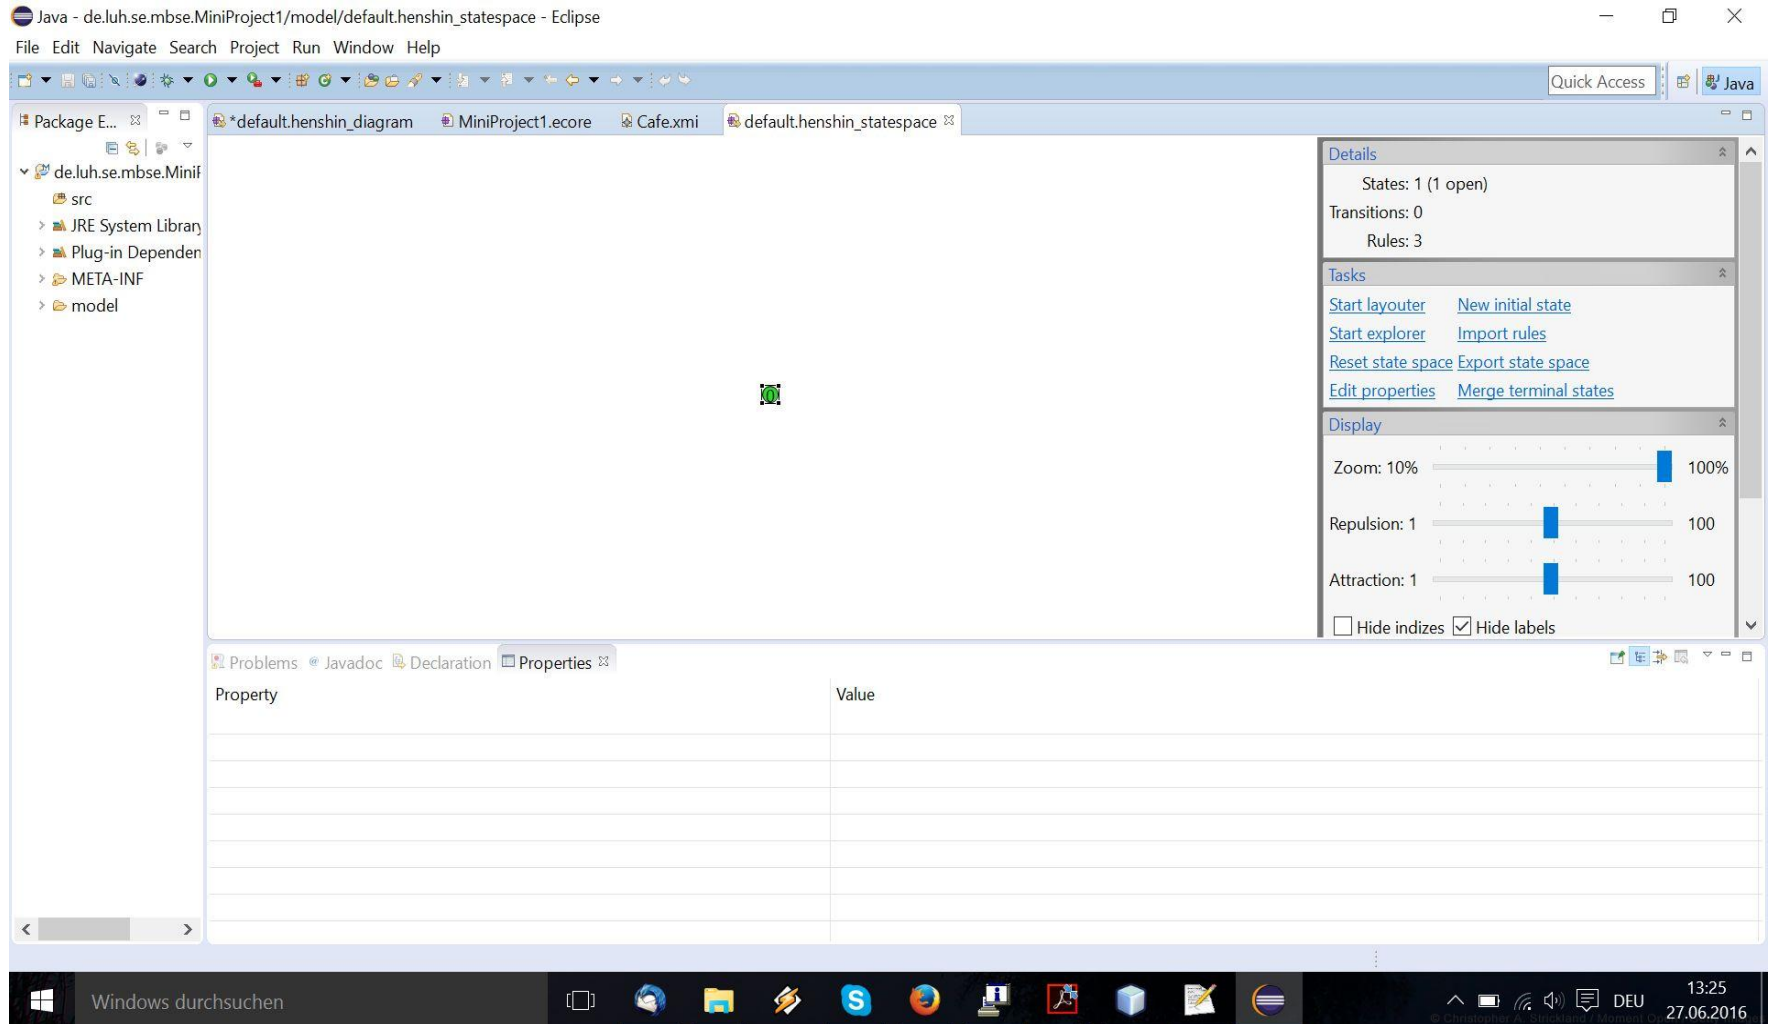 Java - de.luh.se.mbse.MiniProject1/model/default.henshin_statespace - Eclipse
File Edit Navigate Search Project Run Window Help
Quick Access
Java
Package E...
*default.henshin_diagram
MiniProject1.ecore
Cafe.xmi
default.henshin_statespace
de.luh.se.mbse.Mini
src
JRE System Library
Plug-in Dependen
META-INF
model
0
Details
States: 1 (1 open)
Transitions: 0
Rules: 3
Tasks
Start layouter New initial state
Start explorer Import rules
Reset state space Export state space
Edit properties Merge terminal states
Display
Zoom: 10% 100%
Repulsion: 1 100
Attraction: 1 100
Hide indizes Hide labels
Problems @ Javadoc Declaration Properties
Property Value
Windows durchsuchen
DEU
13:25
27.06.2016